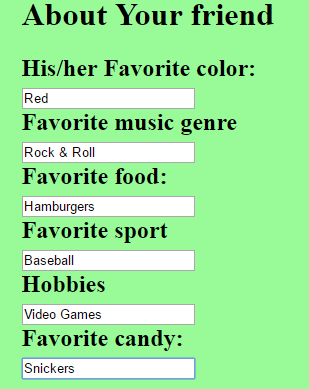 About Your friend
His/her Favorite color:
Red
Favorite music genre
Rock & Roll
Favorite food:
Hamburgers
Favorite sport
Baseball
Hobbies
Video Games
Favorite candy:
Snickers